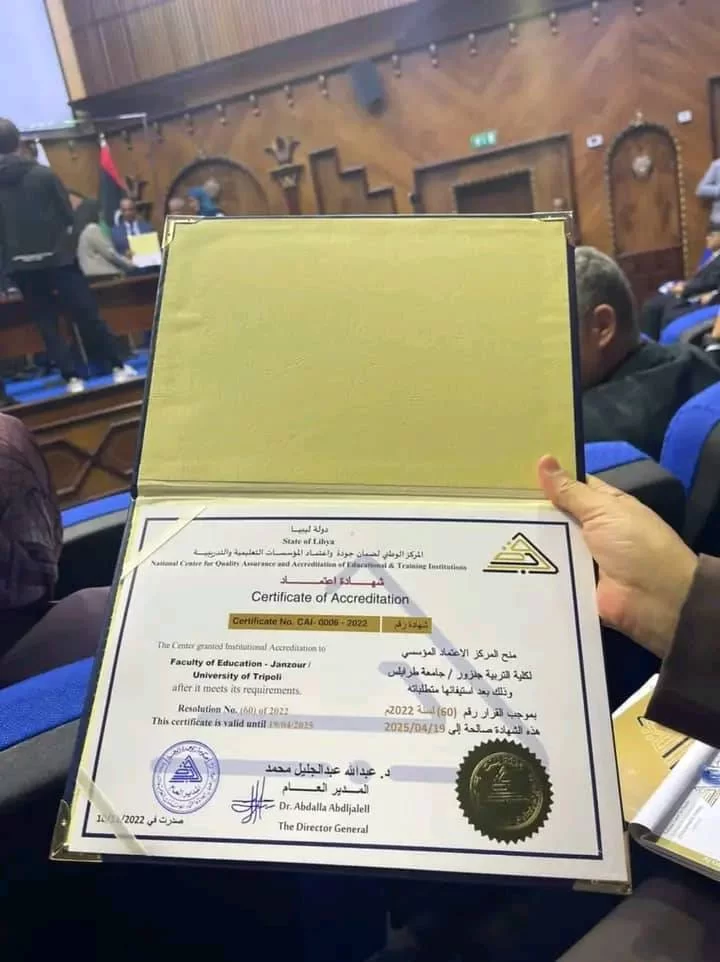 دولة ليبيا
State of Libya
المركز الوطني لضمان جودة واعتماد المؤسسات التعليمية والتدريبية
National Center for Quality Assurance and Accreditation of Educational & Training Institutions
شهادة اعتماد
Certificate of Accreditation
Certificate No. CAI- 0006 - 2022 شهادة رقم
The Center granted Institutional Accreditation to
Faculty of Education - Janzour /
University of Tripoli
after it meets its requirements.
Resolution No. (60) of 2022
This certificate is valid until 19/04/2025
منح المركز الاعتماد المؤسسي
لكلية التربية جنزور / جامعة طرابلس
وذلك بعد استيفائها متطلباته
بموجب القرار رقم (60) لسنة 2022م
هذه الشهادة صالحة إلى 2025/04/19
د. عبدالله عبدالجليل محمد
المدير العام
Dr. Abdalla Abdljalell
The Director General
صدرت في /2022